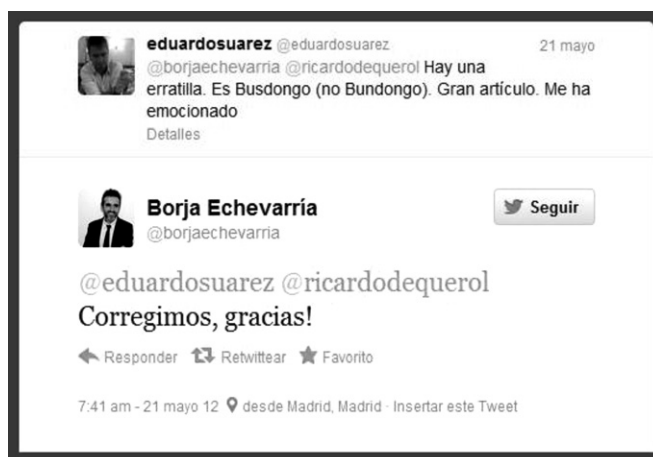 eduardosuarez @eduardosuarez 21 mayo
@borjaechevarria @ricardodequerol Hay una
erratilla. Es Busdongo (no Bundongo). Gran artículo. Me ha
emocionado
Detalles
Borja Echevarría
@borjaechevarria
Seguir
@eduardosuarez @ricardodequerol
Corregimos, gracias!
Responder Retwittear Favorito
7:41 am - 21 mayo 12 desde Madrid, Madrid · Insertar este Tweet